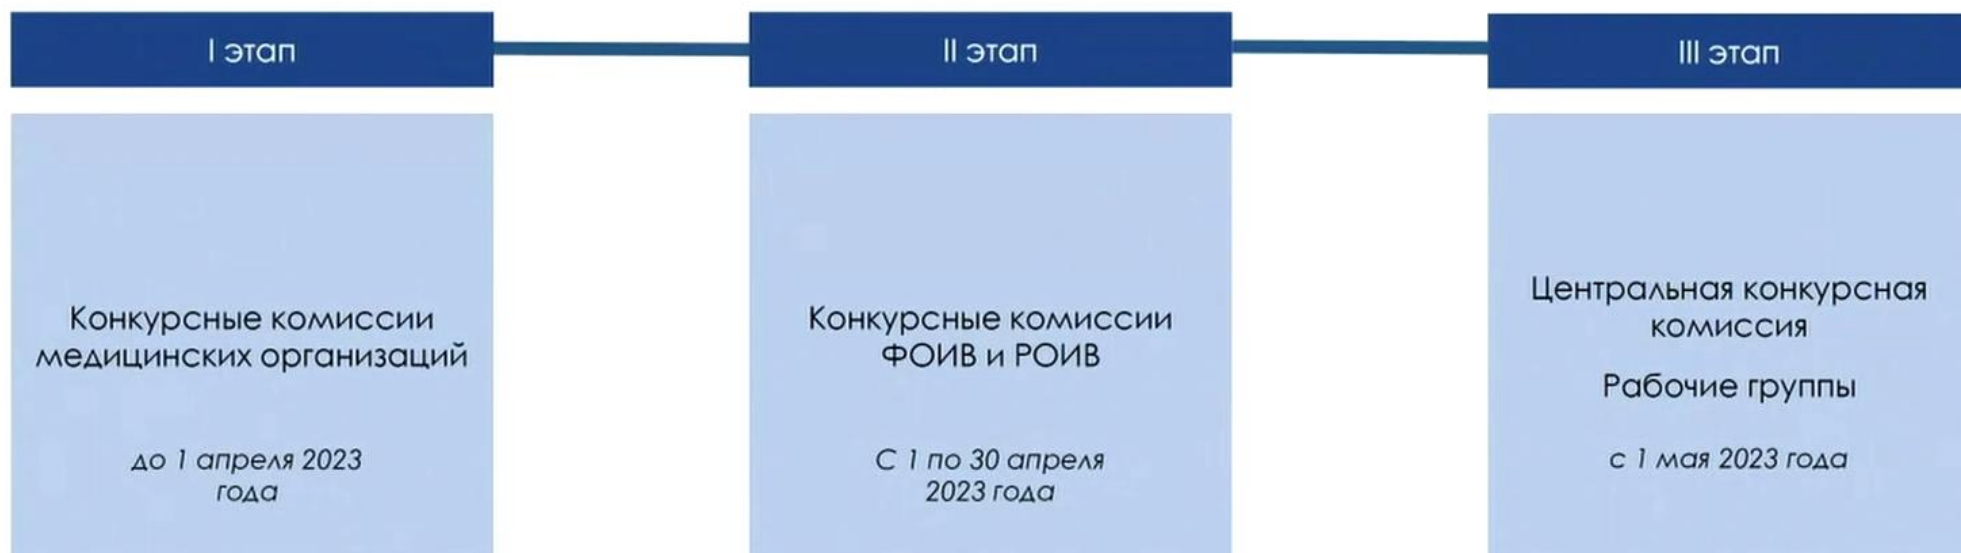 I этап
Конкурсные комиссии
медицинских организаций
до 1 апреля 2023
года
II этап
Конкурсные комиссии
ФОИВ и РОИВ
С 1 по 30 апреля
2023 года
III этап
Центральная конкурсная
комиссия
Рабочие группы
с 1 мая 2023 года